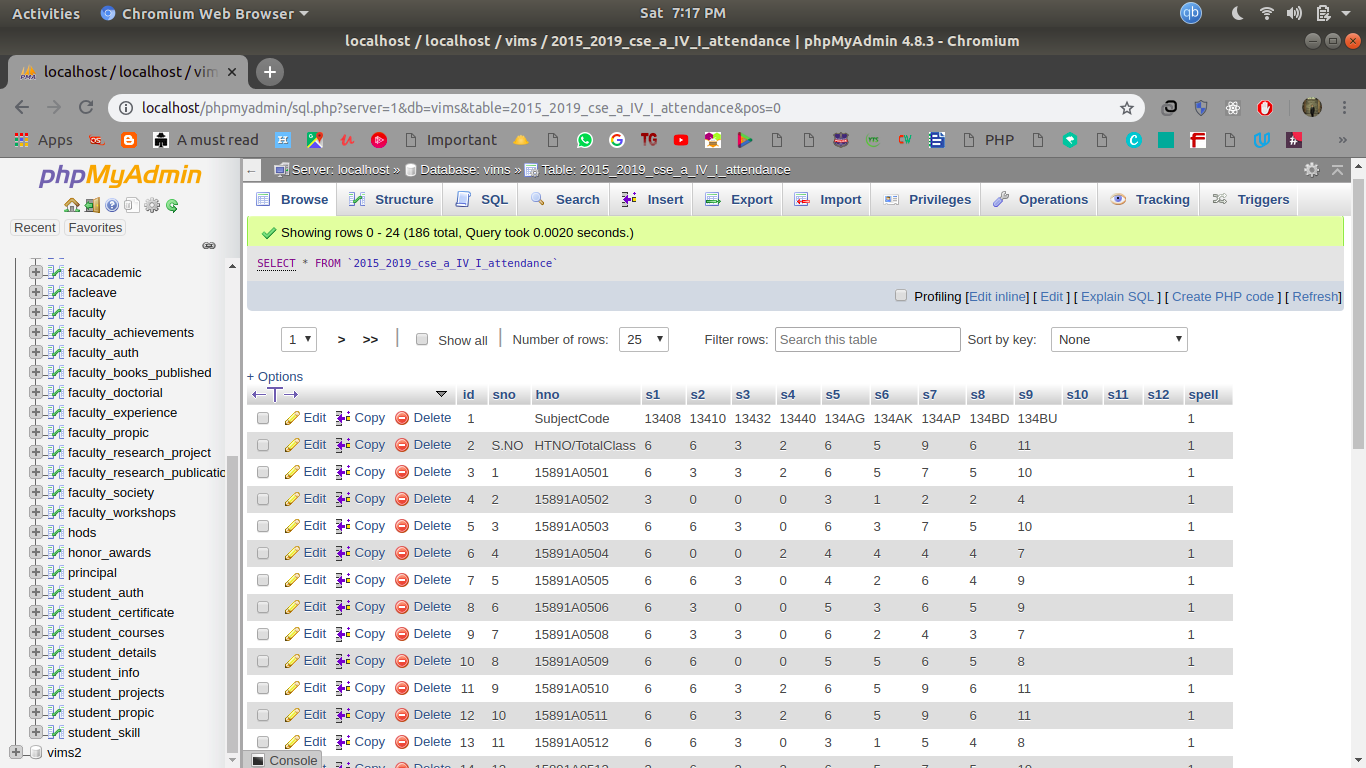 Activities Chromium Web Browser Sat 7:17 PM
localhost / localhost / vims / 2015_2019_cse_a_IV_I_attendance | phpMyAdmin 4.8.3 - Chromium
localhost / localhost / vim
localhost/phpmyadmin/sql.php?server=1&db=vims&table=2015_2019_cse_a_IV_I_attendance&pos=0
Apps A must read Important TG CV PHP »
phpMyAdmin
Recent Favorites
facacademic
facleave
faculty
faculty_achievements
faculty_auth
faculty_books_published
faculty_doctorial
faculty_experience
faculty_propic
faculty_research_project
faculty_research_publicatio
faculty_society
faculty_workshops
hods
honor_awards
principal
student_auth
student_certificate
student_courses
student_details
student_info
student_projects
student_propic
student_skill
vims2
Server: localhost » Database: vims » Table: 2015_2019_cse_a_IV_I_attendance
Browse Structure SQL Search Insert Export Import Privileges Operations Tracking Triggers
Showing rows 0 - 24 (186 total, Query took 0.0020 seconds.)
SELECT * FROM `2015_2019_cse_a_IV_I_attendance`
Profiling [Edit inline] [ Edit ] [ Explain SQL ] [ Create PHP code ] [ Refresh]
1 > >> Show all Number of rows: 25 Filter rows: Search this table Sort by key: None
+ Options
id sno hno s1 s2 s3 s4 s5 s6 s7 s8 s9 s10 s11 s12 spell
Edit Copy Delete 1 SubjectCode 13408 13410 13432 13440 134AG 134AK 134AP 134BD 134BU 1
Edit Copy Delete 2 S.NO HTNO/TotalClass 6 6 3 2 6 5 9 6 11 1
Edit Copy Delete 3 1 15891A0501 6 3 3 2 6 5 7 5 10 1
Edit Copy Delete 4 2 15891A0502 3 0 0 0 3 1 2 2 4 1
Edit Copy Delete 5 3 15891A0503 6 6 3 0 6 3 7 5 10 1
Edit Copy Delete 6 4 15891A0504 6 0 0 2 4 4 4 4 7 1
Edit Copy Delete 7 5 15891A0505 6 6 3 0 4 2 6 4 9 1
Edit Copy Delete 8 6 15891A0506 6 3 0 0 5 3 6 5 9 1
Edit Copy Delete 9 7 15891A0508 6 3 3 0 6 2 4 3 7 1
Edit Copy Delete 10 8 15891A0509 6 6 0 0 5 5 6 5 8 1
Edit Copy Delete 11 9 15891A0510 6 6 3 2 6 5 9 6 11 1
Edit Copy Delete 12 10 15891A0511 6 6 3 2 6 5 9 6 11 1
Edit Copy Delete 13 11 15891A0512 6 6 3 0 3 1 5 4 8 1
Console